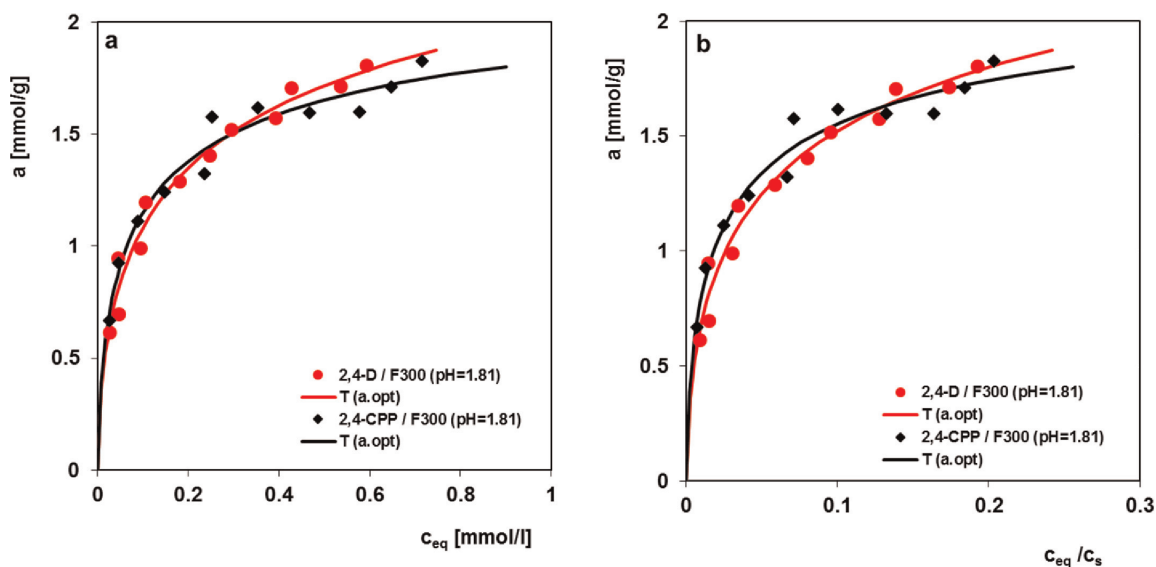 a
a [mmol/g]
2
1.5
1
0.5
0
0
0.2
0.4
0.6
0.8
1
c_eq [mmol/l]
2,4-D / F300 (pH=1.81)
T (a.opt)
2,4-CPP / F300 (pH=1.81)
T (a.opt)
b
a [mmol/g]
2
1.5
1
0.5
0
0
0.1
0.2
0.3
c_eq /c_s
2,4-D / F300 (pH=1.81)
T (a.opt)
2,4-CPP / F300 (pH=1.81)
T (a.opt)